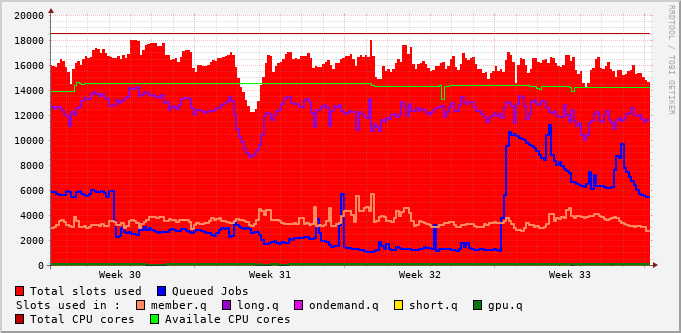 20000
18000
16000
14000
12000
10000
8000
6000
4000
2000
0
Week 30 Week 31 Week 32 Week 33
Total slots used Queued Jobs
Slots used in : member.q long.q ondemand.q short.q gpu.q
Total CPU cores Availale CPU cores
RRDTOOL / TOBI OETIKER